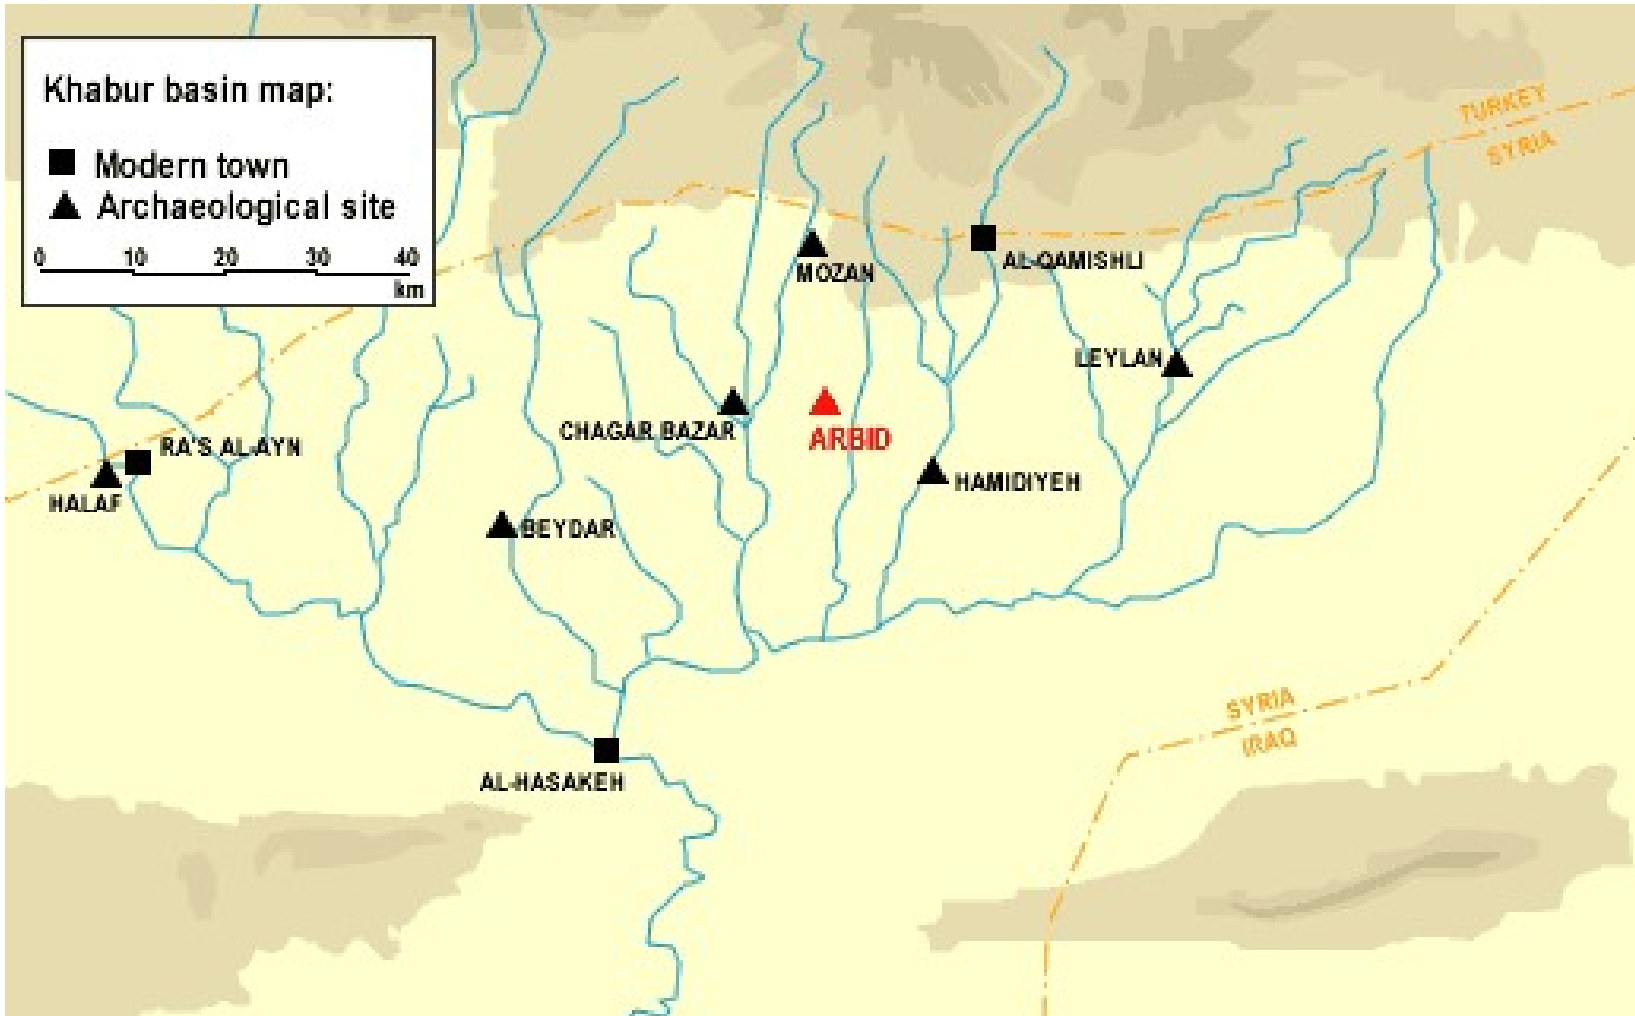 Khabur basin map:
Modern town
Archaeological site
0 10 20 30 40
km
TURKEY
SYRIA
MOZAN
AL-QAMISHLI
LEYLAN
CHAGAR BAZAR
ARBID
RA'S AL-AYN
HALAF
HAMIDIYEH
BEYDAR
SYRIA
IRAQ
AL-HASAKEH